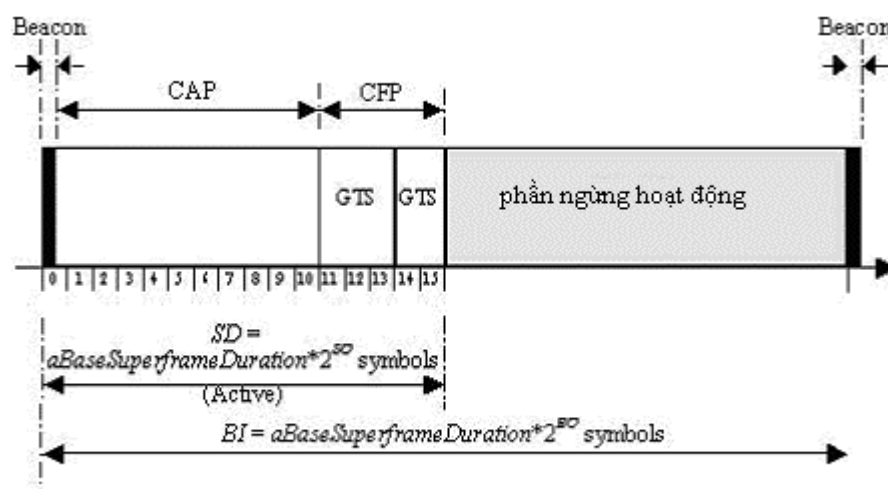 Beacon Beacon
CAP CFP
GTS GTS phần ngừng hoạt động
0 1 2 3 4 5 6 7 8 9 10 11 12 13 14 15
SD =
aBaseSuperframeDuration*2^SO symbols
(Active)
BI = aBaseSuperframeDuration*2^BO symbols